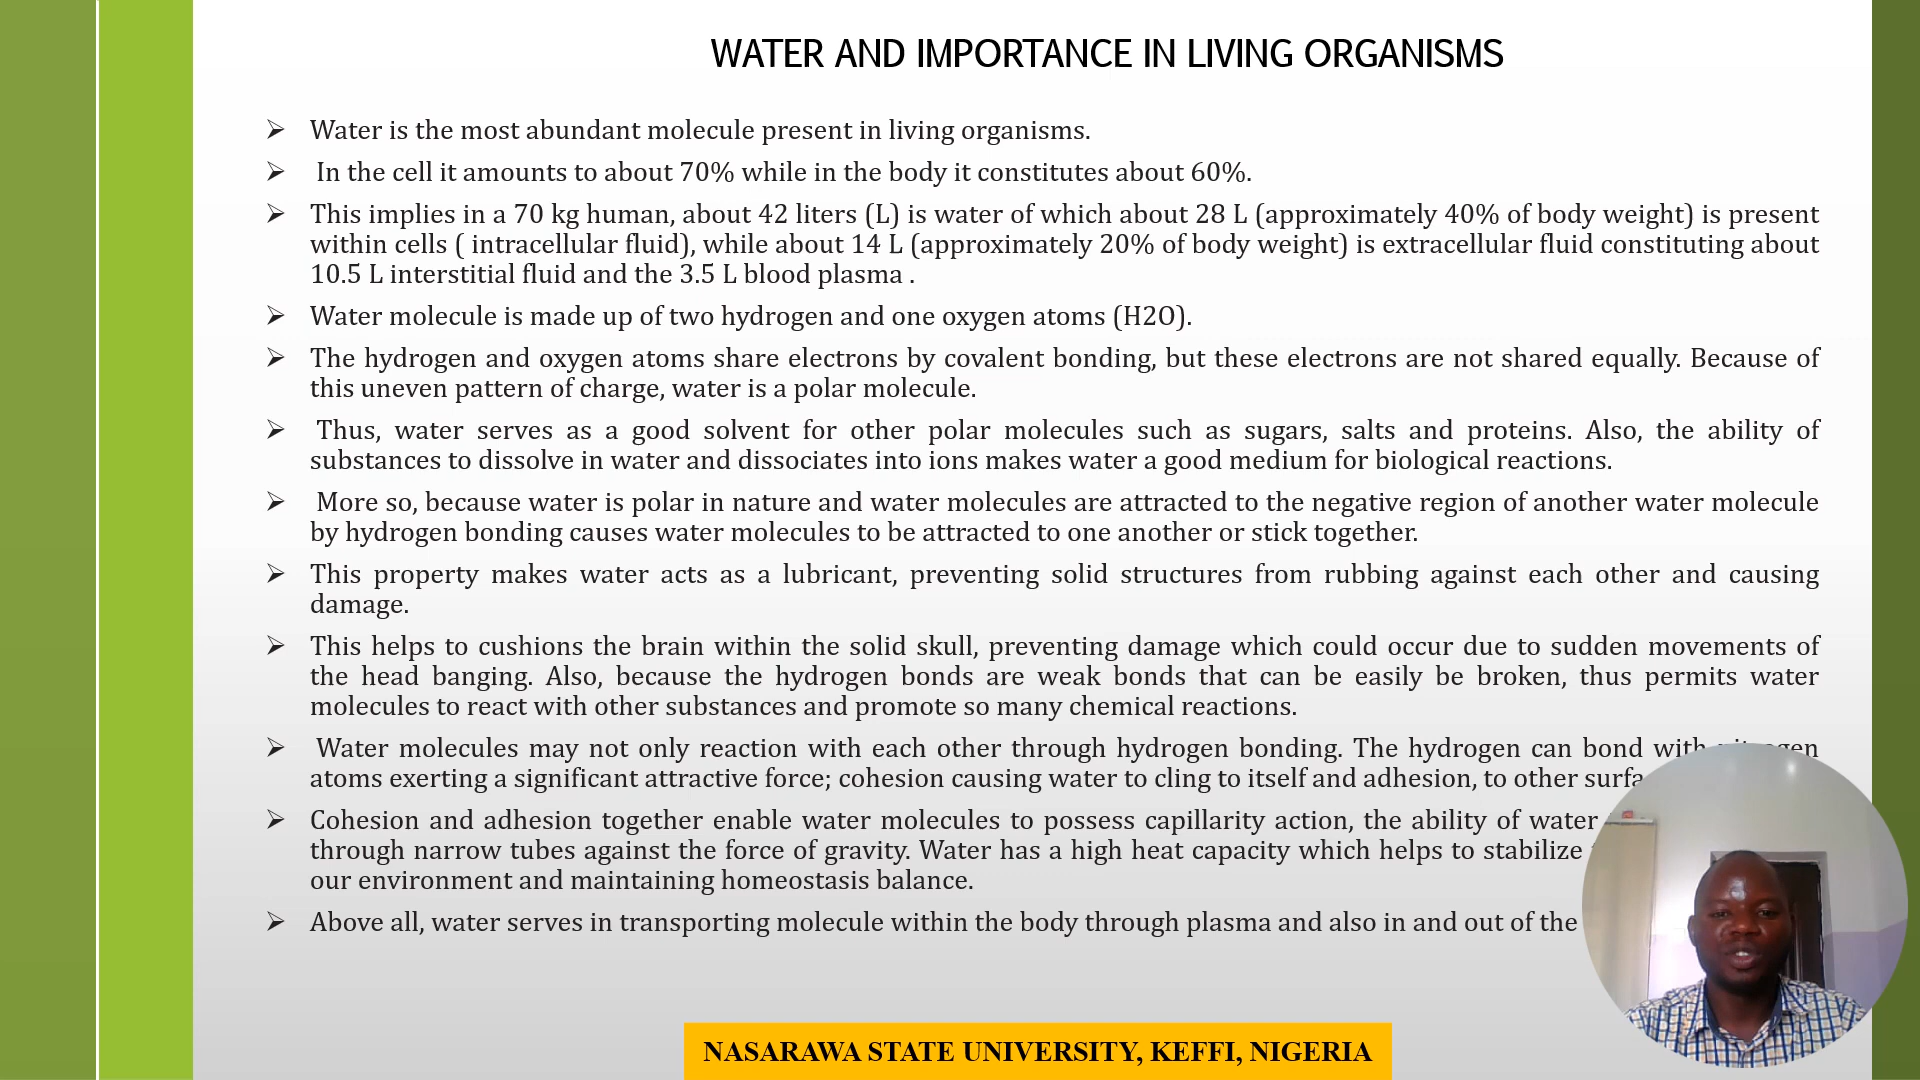 WATER AND IMPORTANCE IN LIVING ORGANISMS
Water is the most abundant molecule present in living organisms.
In the cell it amounts to about 70% while in the body it constitutes about 60%.
This implies in a 70 kg human, about 42 liters (L) is water of which about 28 L (approximately 40% of body weight) is present
within cells ( intracellular fluid), while about 14 L (approximately 20% of body weight) is extracellular fluid constituting about
10.5 L interstitial fluid and the 3.5 L blood plasma .
Water molecule is made up of two hydrogen and one oxygen atoms (H2O).
The hydrogen and oxygen atoms share electrons by covalent bonding, but these electrons are not shared equally. Because of
this uneven pattern of charge, water is a polar molecule.
Thus, water serves as a good solvent for other polar molecules such as sugars, salts and proteins. Also, the ability of
substances to dissolve in water and dissociates into ions makes water a good medium for biological reactions.
More so, because water is polar in nature and water molecules are attracted to the negative region of another water molecule
by hydrogen bonding causes water molecules to be attracted to one another or stick together.
This property makes water acts as a lubricant, preventing solid structures from rubbing against each other and causing
damage.
This helps to cushions the brain within the solid skull, preventing damage which could occur due to sudden movements of
the head banging. Also, because the hydrogen bonds are weak bonds that can be easily be broken, thus permits water
molecules to react with other substances and promote so many chemical reactions.
Water molecules may not only reaction with each other through hydrogen bonding. The hydrogen can bond with
atoms exerting a significant attractive force; cohesion causing water to cling to itself and adhesion, to other
Cohesion and adhesion together enable water molecules to possess capillarity action, the ability of water
through narrow tubes against the force of gravity. Water has a high heat capacity which helps to stabilize
our environment and maintaining homeostasis balance.
Above all, water serves in transporting molecule within the body through plasma and also in and out of the
NASARAWA STATE UNIVERSITY, KEFFI, NIGERIA